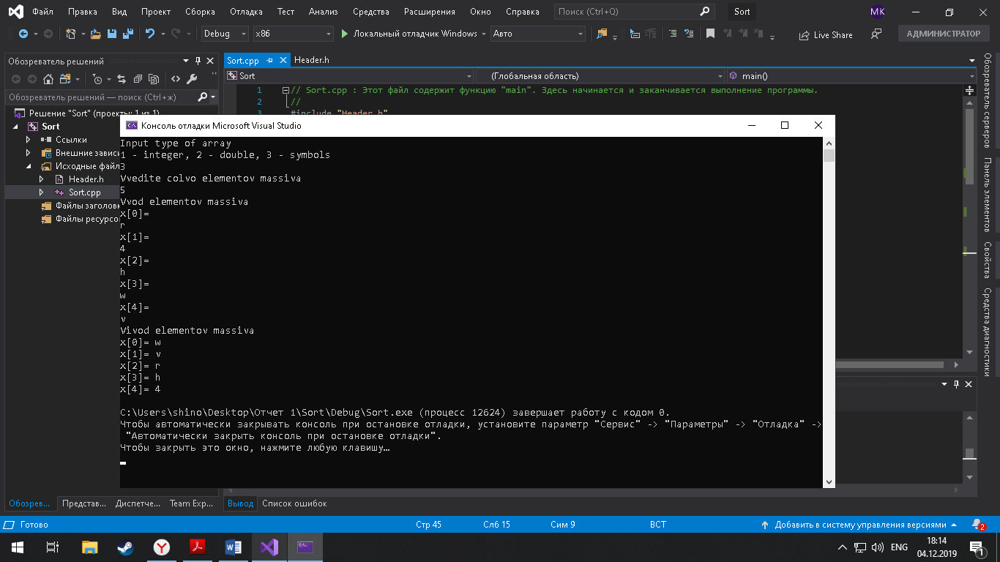 Файл Правка Вид Проект Сборка Отладка Тест Анализ Средства Расширения Окно Справка Поиск (Ctrl+Q) Sort MK
Debug x86 Локальный отладчик Windows Авто Live Share АДМИНИСТРАТОР
Обозреватель решений
Sort.cpp Header.h
Sort (Глобальная область) main()
Обозреватель решений — поиск (Ctrl+ж)
1 // Sort.cpp : Этот файл содержит функцию "main". Здесь начинается и заканчивается выполнение программы.
2 //
3 #include "Header.h"
Решение "Sort" (проекты: 1 из 1)
Sort
Ссылки
Внешние зависи
Исходные файл
Header.h
Sort.cpp
Файлы заголовк
Файлы ресурсо
Консоль отладки Microsoft Visual Studio
Input type of array
1 - integer, 2 - double, 3 - symbols
3
Vvedite colvo elementov massiva
5
Vvod elementov massiva
x[0]=
r
x[1]=
4
x[2]=
h
x[3]=
w
x[4]=
v
Vivod elementov massiva
x[0]= w
x[1]= v
x[2]= r
x[3]= h
x[4]= 4
C:\Users\shino\Desktop\Отчет 1\Sort\Debug\Sort.exe (процесс 12624) завершает работу с кодом 0.
Чтобы автоматически закрывать консоль при остановке отладки, установите параметр "Сервис" -> "Параметры" -> "Отладка" ->
"Автоматически закрыть консоль при остановке отладки".
Чтобы закрыть это окно, нажмите любую клавишу…
Обозреватель серверов
Панель элементов
Свойства
Средства диагностики
Обозрев... Представ... Диспетче... Team Exp...
Вывод Список ошибок
Готово Стр 45 Слб 15 Сим 9 ВСТ Добавить в систему управления версиями 2
ENG 18:14
04.12.2019 1